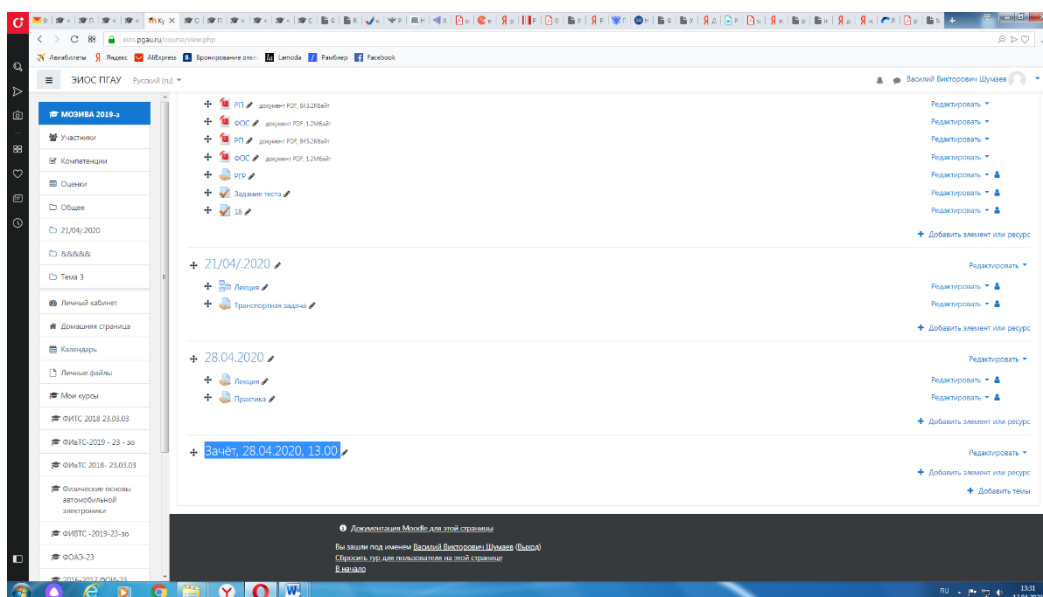 eios.pgau.ru/course/view.php
Авиабилеты Яндекс AliExpress Бронирование отел Lamoda Рамблер Facebook
ЭИОС ПГАУ Русский (ru)
Василий Викторович Шумаев
МОЭИВА 2019-з
Участники
Компетенции
Оценки
Общее
21/04/.2020
&&&&&
Тема 3
Личный кабинет
Домашняя страница
Календарь
Личные файлы
Мои курсы
ФИТС 2018 23.03.03
ФИвТС-2019 - 23 - зо
ФИвТС 2018- 23.03.03
Физические основы
автомобильной
электроники
ФИВТС -2019-23-зо
ФОАЭ-23
2016-2017 ФОИ-23
РП документ PDF, 843.2Кбайт Редактировать
ФОС документ PDF, 1.2Мбайт Редактировать
РП документ PDF, 843.2Кбайт Редактировать
ФОС документ PDF, 1.2Мбайт Редактировать
РГР Редактировать
Задание теста Редактировать
18 Редактировать
Добавить элемент или ресурс
21/04/.2020 Редактировать
Лекция Редактировать
Транспортная задача Редактировать
Добавить элемент или ресурс
28.04.2020 Редактировать
Лекция Редактировать
Практика Редактировать
Добавить элемент или ресурс
Зачёт, 28.04.2020, 13.00 Редактировать
Добавить элемент или ресурс
Добавить темы
Документация Moodle для этой страницы
Вы зашли под именем Василий Викторович Шумаев (Выход)
Сбросить тур для пользователя на этой странице
В начало
RU 13:31